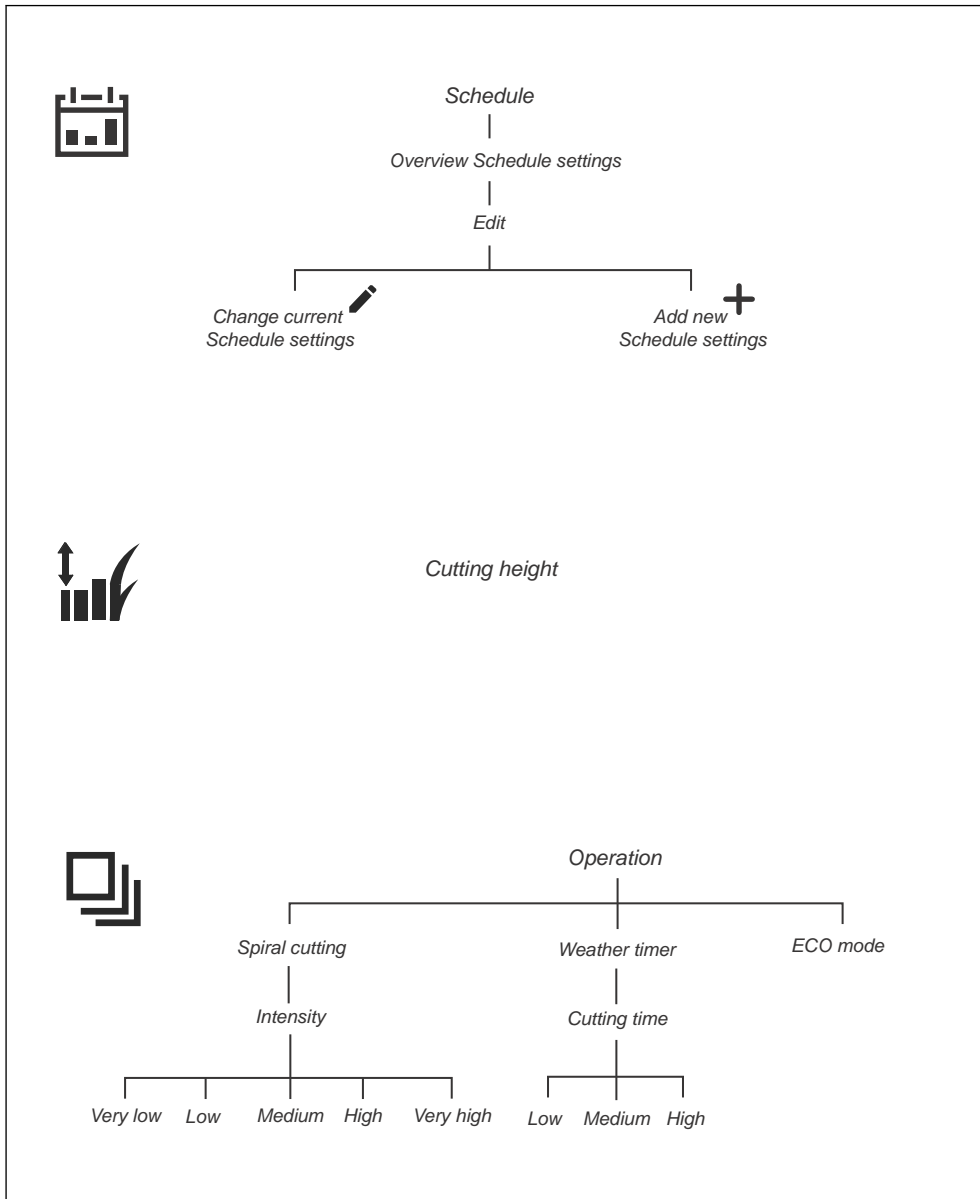 Schedule
Overview Schedule settings
Edit
Change current
Schedule settings
Add new
Schedule settings
Cutting height
Operation
Spiral cutting
Weather timer
ECO mode
Intensity
Cutting time
Very low
Low
Medium
High
Very high
Low
Medium
High